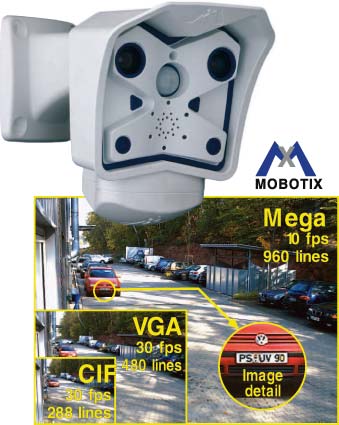 MOBOTIX
Mega
10 fps
960 lines
VGA
30 fps
480 lines
CIF
30 fps
288 lines
PS:UV 90
Image
detail